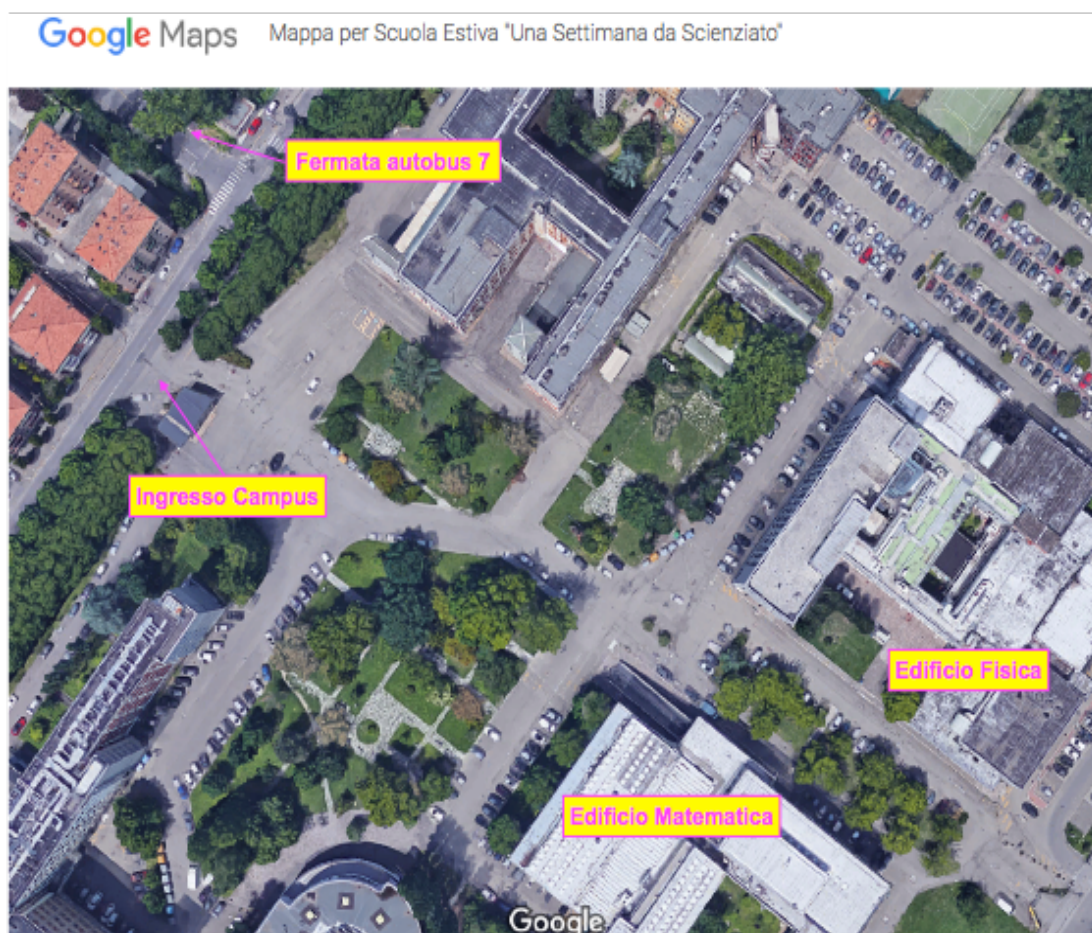 Google Maps Mappa per Scuola Estiva "Una Settimana da Scienziato"
Fermata autobus 7
Ingresso Campus
Edificio Fisica
Edificio Matematica
Google